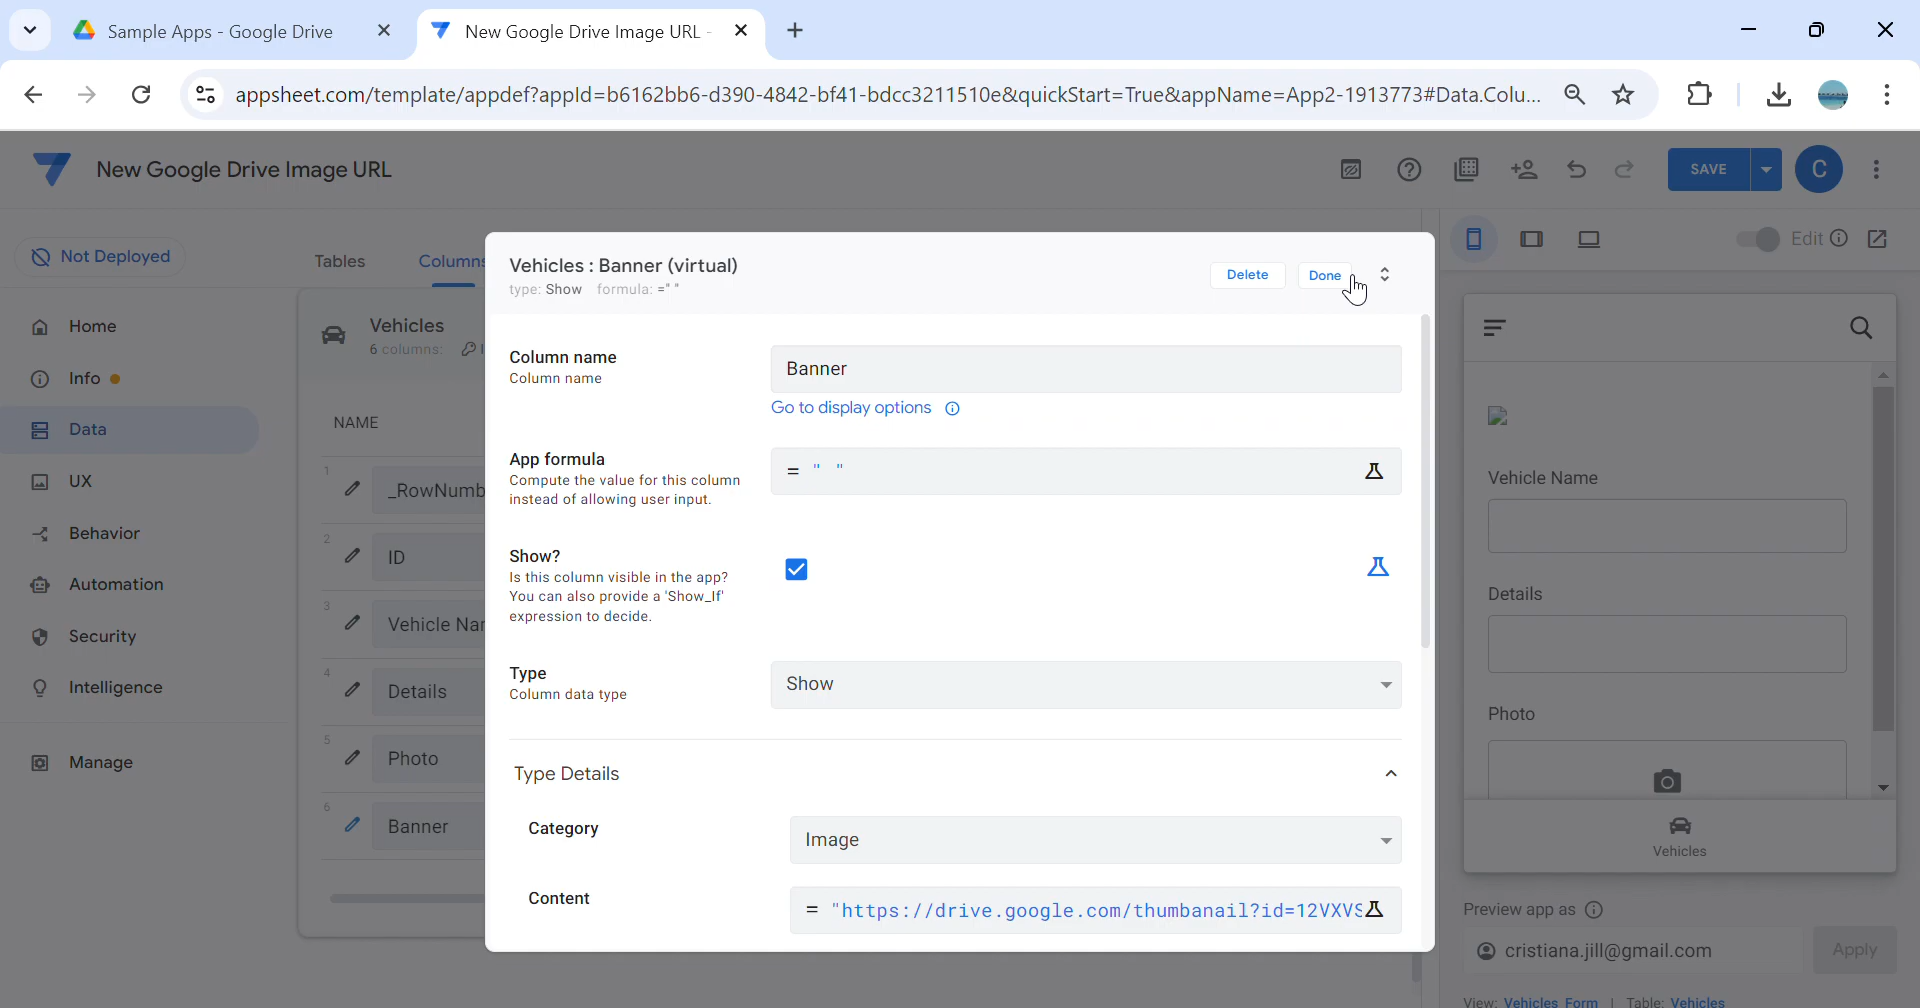 Sample Apps - Google Drive
New Google Drive Image URL -
appsheet.com/template/appdef?appId=b6162bb6-d390-4842-bf41-bdcc3211510e&quickStart=True&appName=App2-1913773#Data.Colu...
New Google Drive Image URL
SAVE
C
Not Deployed
Tables
Columns
Edit
Home
Info
Data
UX
Behavior
Automation
Security
Intelligence
Manage
Vehicles
6 columns:
NAME
1
_RowNumb
2
ID
3
Vehicle Nar
4
Details
5
Photo
6
Banner
Vehicles : Banner (virtual)
type: Show formula: =" "
Delete
Done
Column name
Column name
Banner
Go to display options
App formula
Compute the value for this column
instead of allowing user input.
= " "
Show?
Is this column visible in the app?
You can also provide a 'Show_If'
expression to decide.
Type
Column data type
Show
Type Details
Category
Image
Content
= "https://drive.google.com/thumbanail?id=12VXVS
Vehicle Name
Details
Photo
Vehicles
Preview app as
cristiana.jill@gmail.com
Apply
View: Vehicles_Form | Table: Vehicles